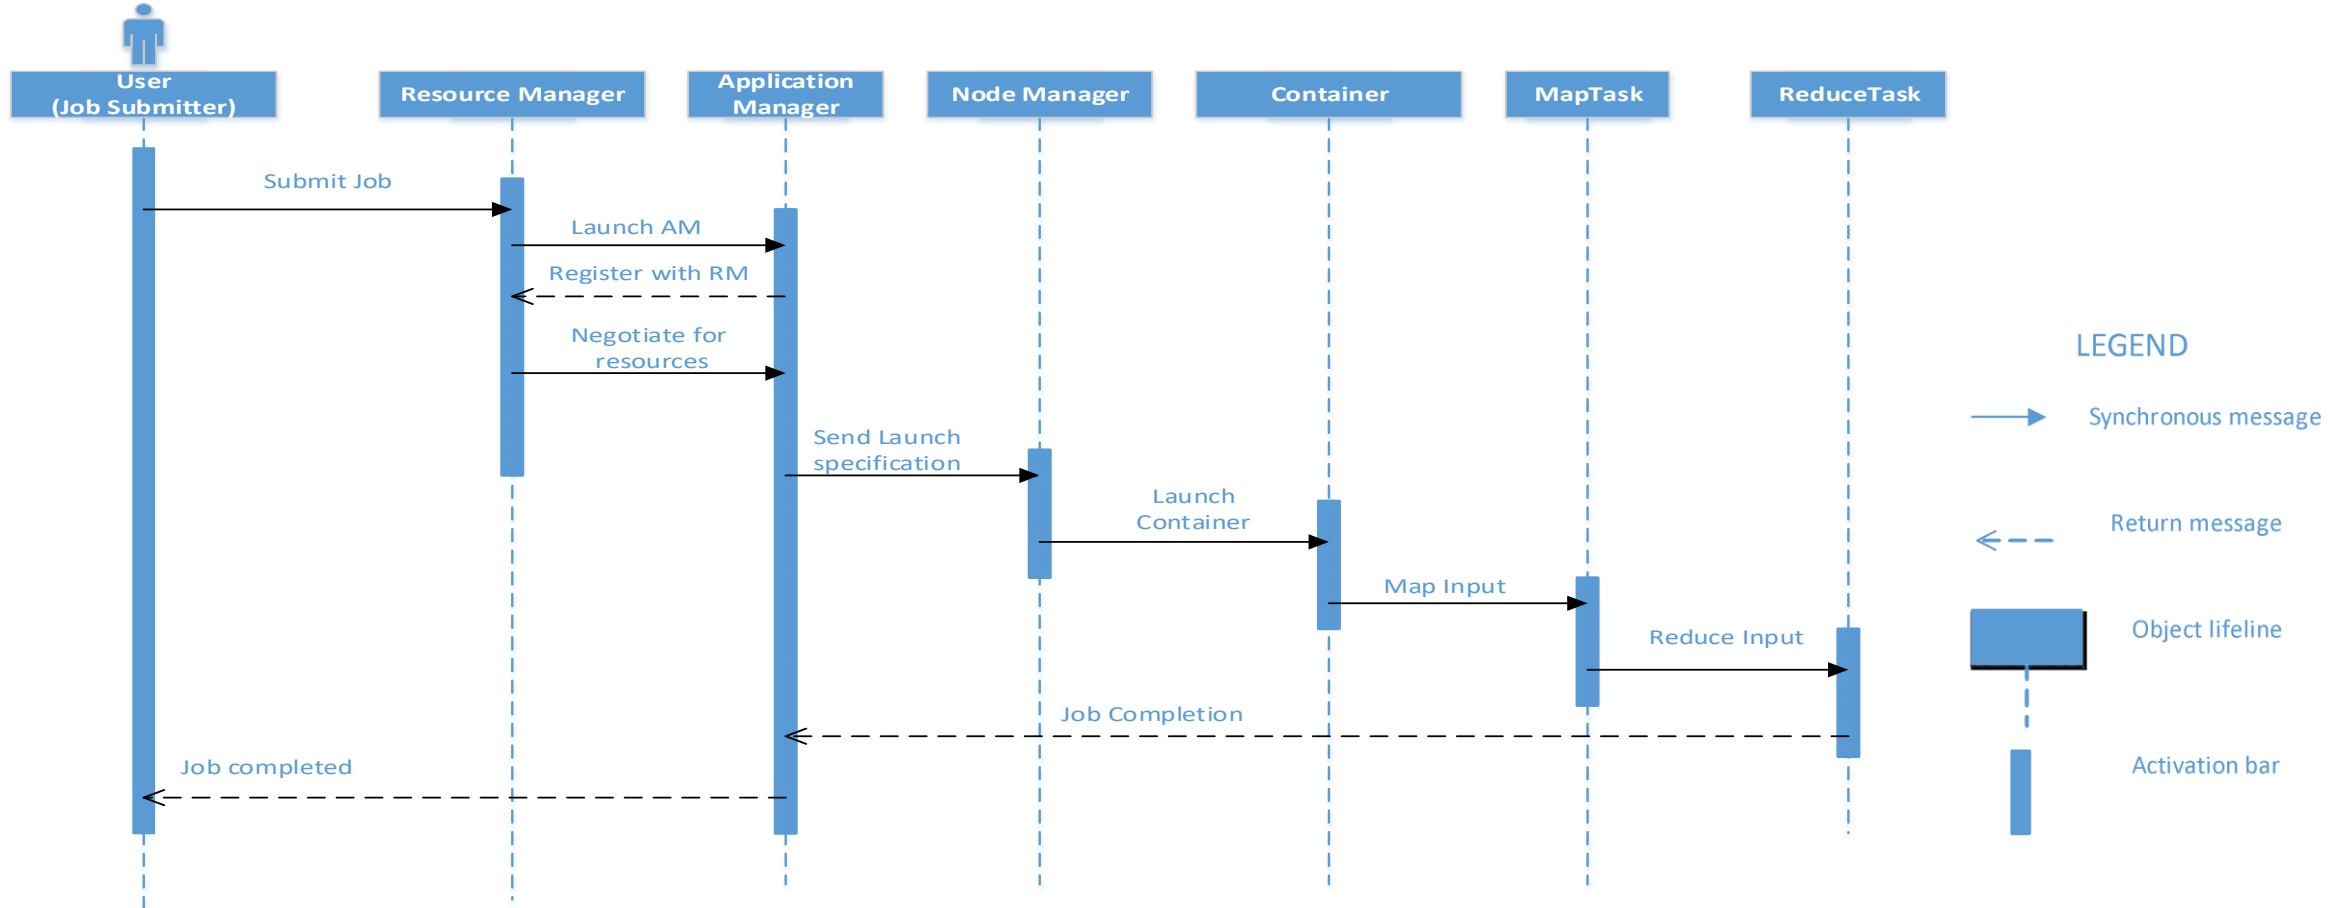 User
(Job Submitter)
Resource Manager
Application
Manager
Node Manager
Container
MapTask
ReduceTask
Submit Job
Launch AM
Register with RM
Negotiate for
resources
Send Launch
specification
Launch
Container
Map Input
Reduce Input
Job Completion
Job completed
LEGEND
Synchronous message
Return message
Object lifeline
Activation bar